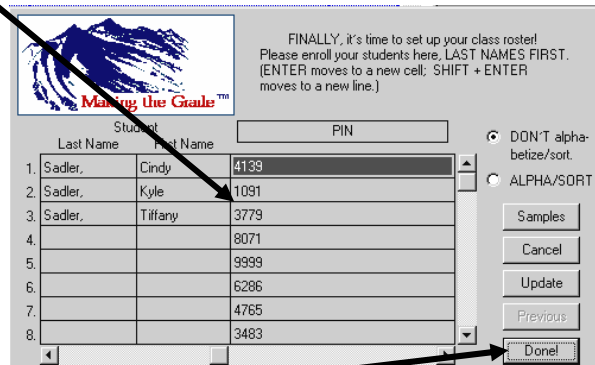 FINALLY, it's time to set up your class roster!
Please enroll your students here, LAST NAMES FIRST.
(ENTER moves to a new cell; SHIFT + ENTER
moves to a new line.)
Making the Grade™
Student
Last Name First Name PIN
1. Sadler, Cindy 4139
2. Sadler, Kyle 1091
3. Sadler, Tiffany 3779
4. 8071
5. 9999
6. 6286
7. 4765
8. 3483
DON'T alpha-
betize/sort.
ALPHA/SORT
Samples
Cancel
Update
Previous
Done!